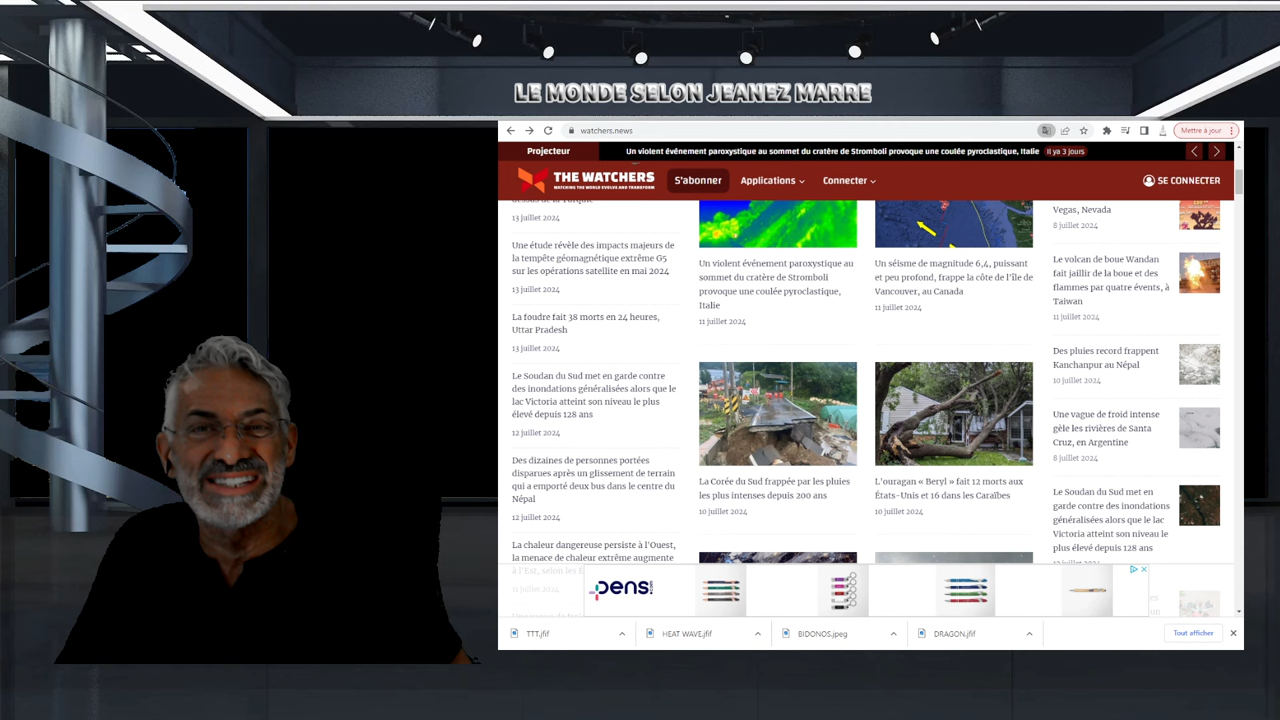 LE MONDE SELON JEANEZ MARRE
watchers.news
Mettre à jour
Projecteur
Un violent événement paroxystique au sommet du cratère de Stromboli provoque une coulée pyroclastique, Italie
Il ya 3 jours
THE WATCHERS
WATCHING THE WORLD EVOLVE AND TRANSFORM
S'abonner
Applications
Connecter
SE CONNECTER
dessus de la Turquie
13 juillet 2024
Une étude révèle des impacts majeurs de
la tempête géomagnétique extrême G5
sur les opérations satellite en mai 2024
13 juillet 2024
La foudre fait 38 morts en 24 heures,
Uttar Pradesh
13 juillet 2024
Le Soudan du Sud met en garde contre
des inondations généralisées alors que le
lac Victoria atteint son niveau le plus
élevé depuis 128 ans
12 juillet 2024
Des dizaines de personnes portées
disparues après un glissement de terrain
qui a emporté deux bus dans le centre du
Népal
12 juillet 2024
La chaleur dangereuse persiste à l'Ouest,
la menace de chaleur extrême augmente
à l'Est, selon les
11 juillet 2024
Un violent événement paroxystique au
sommet du cratère de Stromboli
provoque une coulée pyroclastique,
Italie
11 juillet 2024
Un séisme de magnitude 6,4, puissant
et peu profond, frappe la côte de l'île de
Vancouver, au Canada
11 juillet 2024
La Corée du Sud frappée par les pluies
les plus intenses depuis 200 ans
10 juillet 2024
L'ouragan « Beryl » fait 12 morts aux
États-Unis et 16 dans les Caraïbes
10 juillet 2024
Vegas, Nevada
8 juillet 2024
Le volcan de boue Wandan
fait jaillir de la boue et des
flammes par quatre évents, à
Taiwan
11 juillet 2024
Des pluies record frappent
Kanchanpur au Népal
10 juillet 2024
Une vague de froid intense
gèle les rivières de Santa
Cruz, en Argentine
8 juillet 2024
Le Soudan du Sud met en
garde contre des inondations
généralisées alors que le lac
Victoria atteint son niveau le
plus élevé depuis 128 ans
pens.com
TTT.jfif
HEAT WAVE.jfif
BIDONOS.jpeg
DRAGON.jfif
Tout afficher